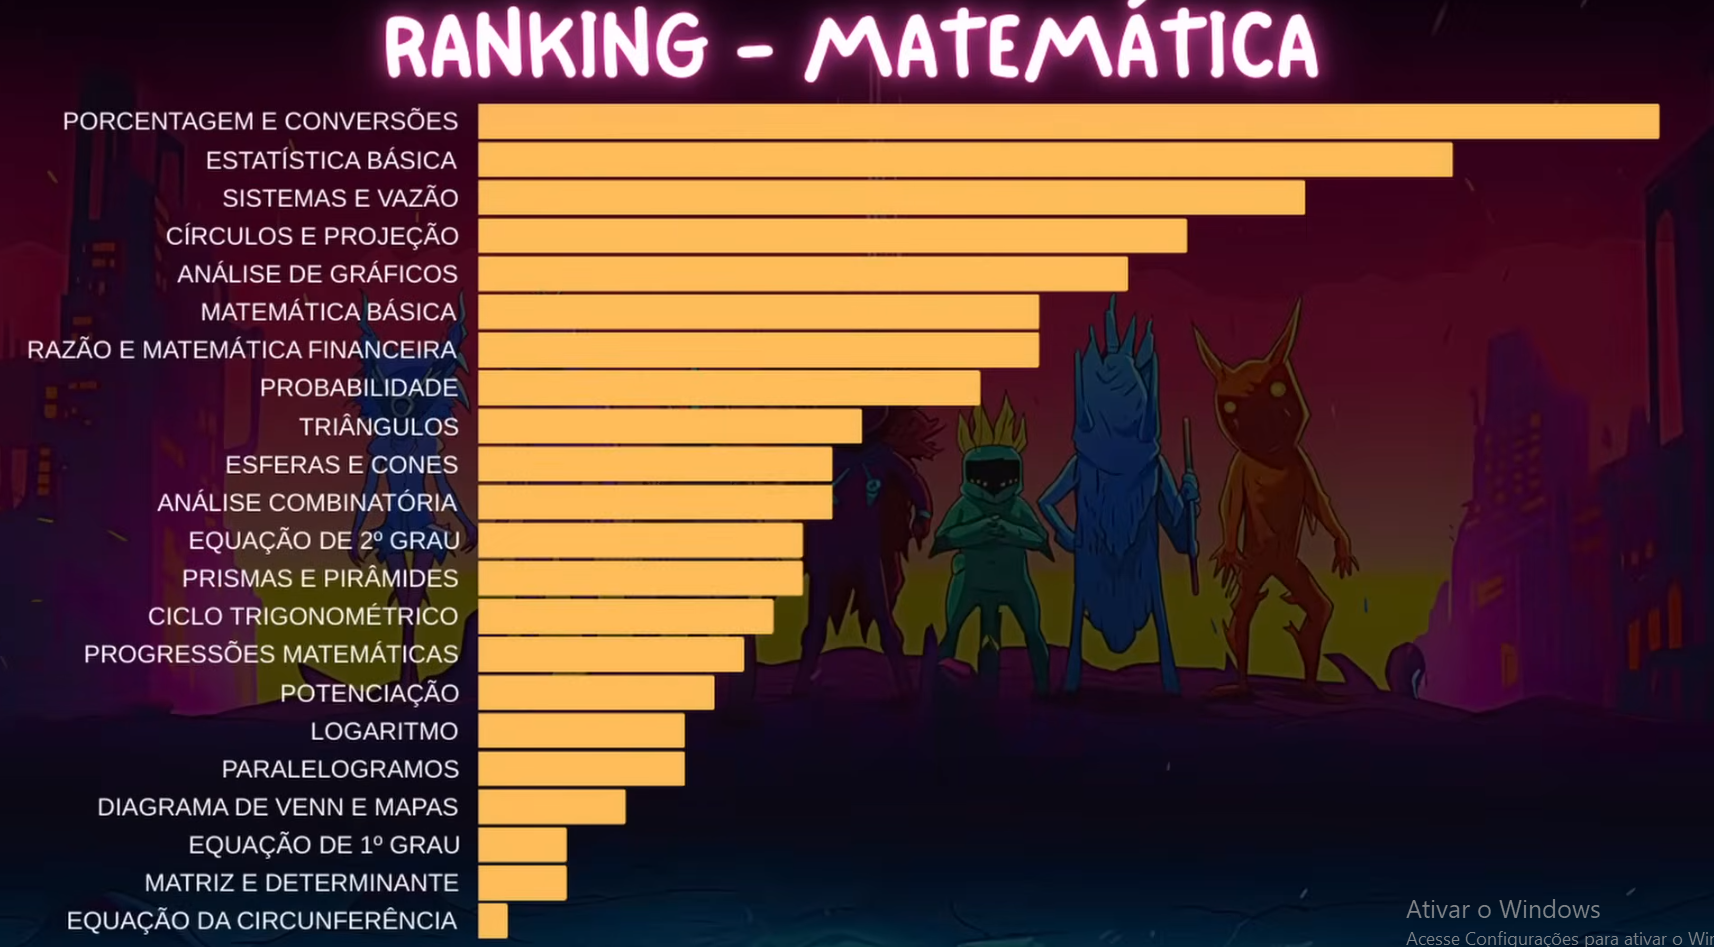 RANKING - MATEMÁTICA
PORCENTAGEM E CONVERSÕES
ESTATÍSTICA BÁSICA
SISTEMAS E VAZÃO
CÍRCULOS E PROJEÇÃO
ANÁLISE DE GRÁFICOS
MATEMÁTICA BÁSICA
RAZÃO E MATEMÁTICA FINANCEIRA
PROBABILIDADE
TRIÂNGULOS
ESFERAS E CONES
ANÁLISE COMBINATÓRIA
EQUAÇÃO DE 2º GRAU
PRISMAS E PIRÂMIDES
CICLO TRIGONOMÉTRICO
PROGRESSÕES MATEMÁTICAS
POTENCIAÇÃO
LOGARITMO
PARALELOGRAMOS
DIAGRAMA DE VENN E MAPAS
EQUAÇÃO DE 1º GRAU
MATRIZ E DETERMINANTE
EQUAÇÃO DA CIRCUNFERÊNCIA
Ativar o Windows
Acesse Configurações para ativar o Wi